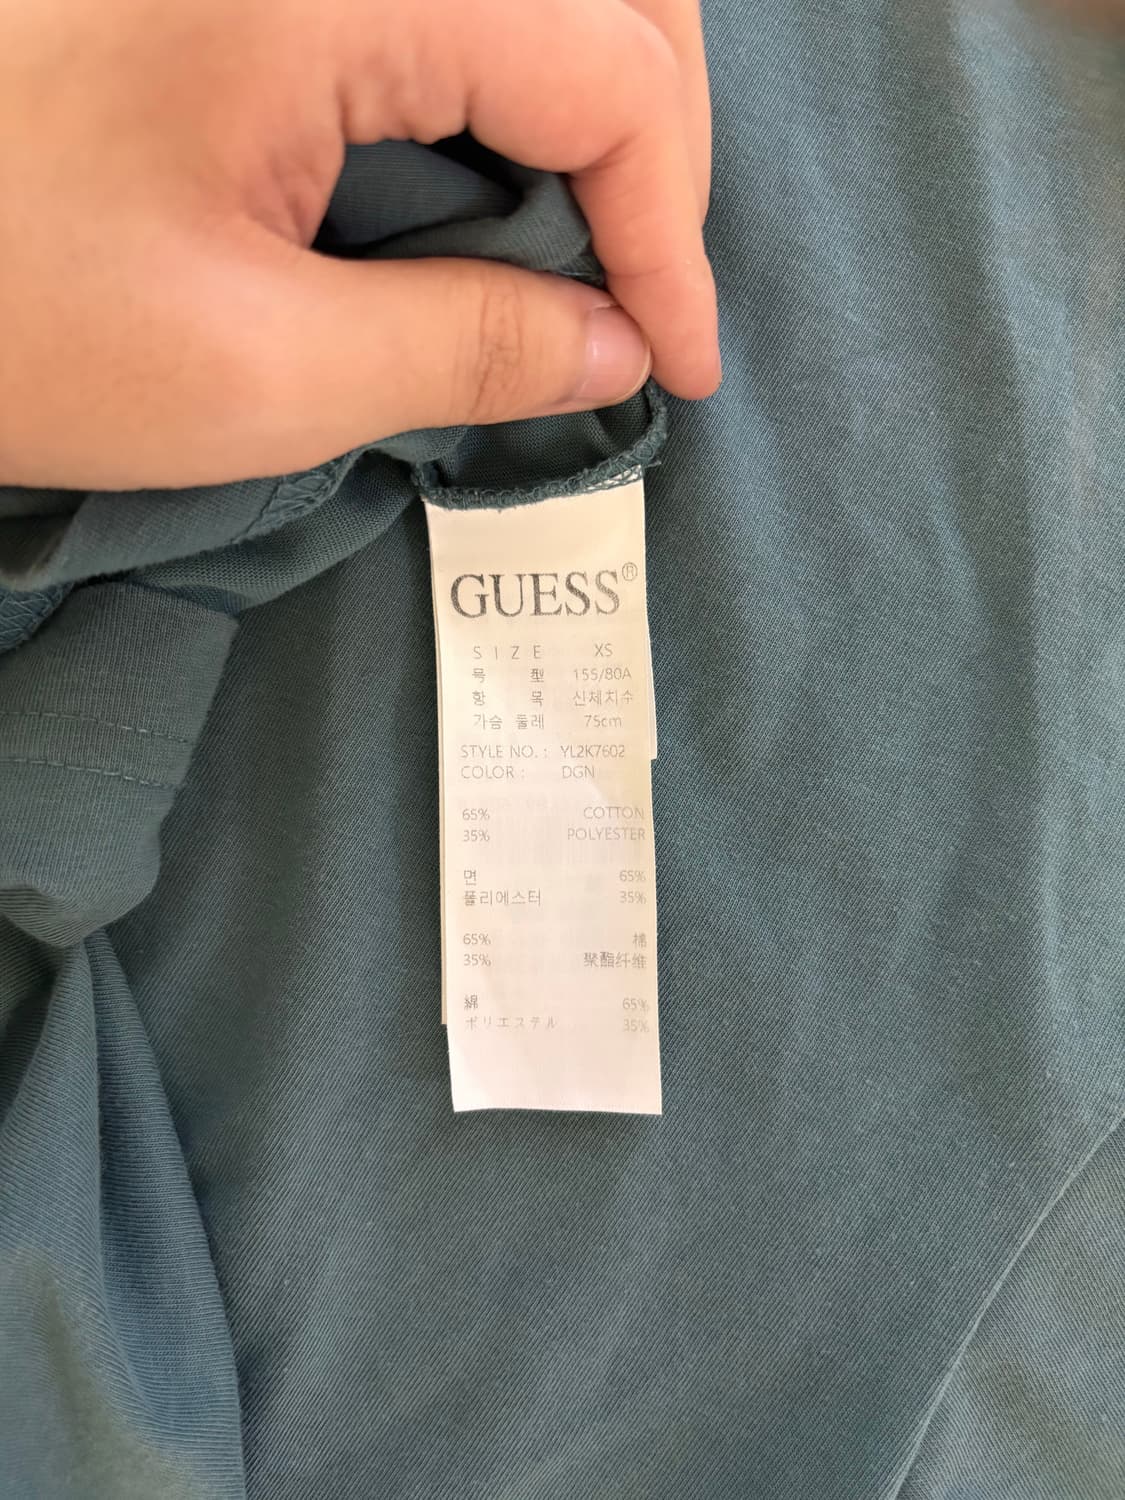 GUESS®
SIZE XS
号 型 155/80A
항 목 신체치수
가슴 둘레 75cm
STYLE NO. : YL2K7602
COLOR : DGN
65% COTTON
35% POLYESTER
면 65%
폴리에스터 35%
65% 棉
35% 聚酯纤维
綿 65%
ポリエステル 35%